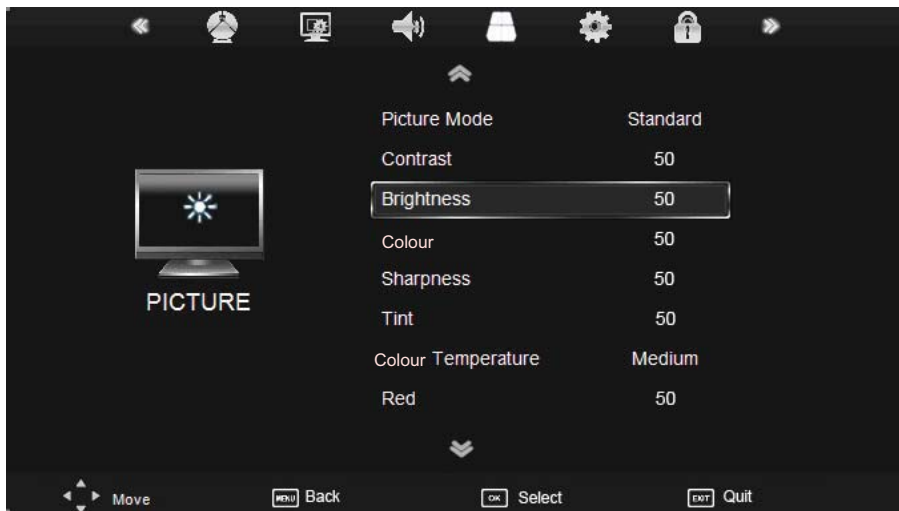 Picture Mode Standard
Contrast 50
Brightness 50
Colour 50
Sharpness 50
PICTURE
Tint 50
Colour Temperature Medium
Red 50
Move MENU Back OK Select EXIT Quit